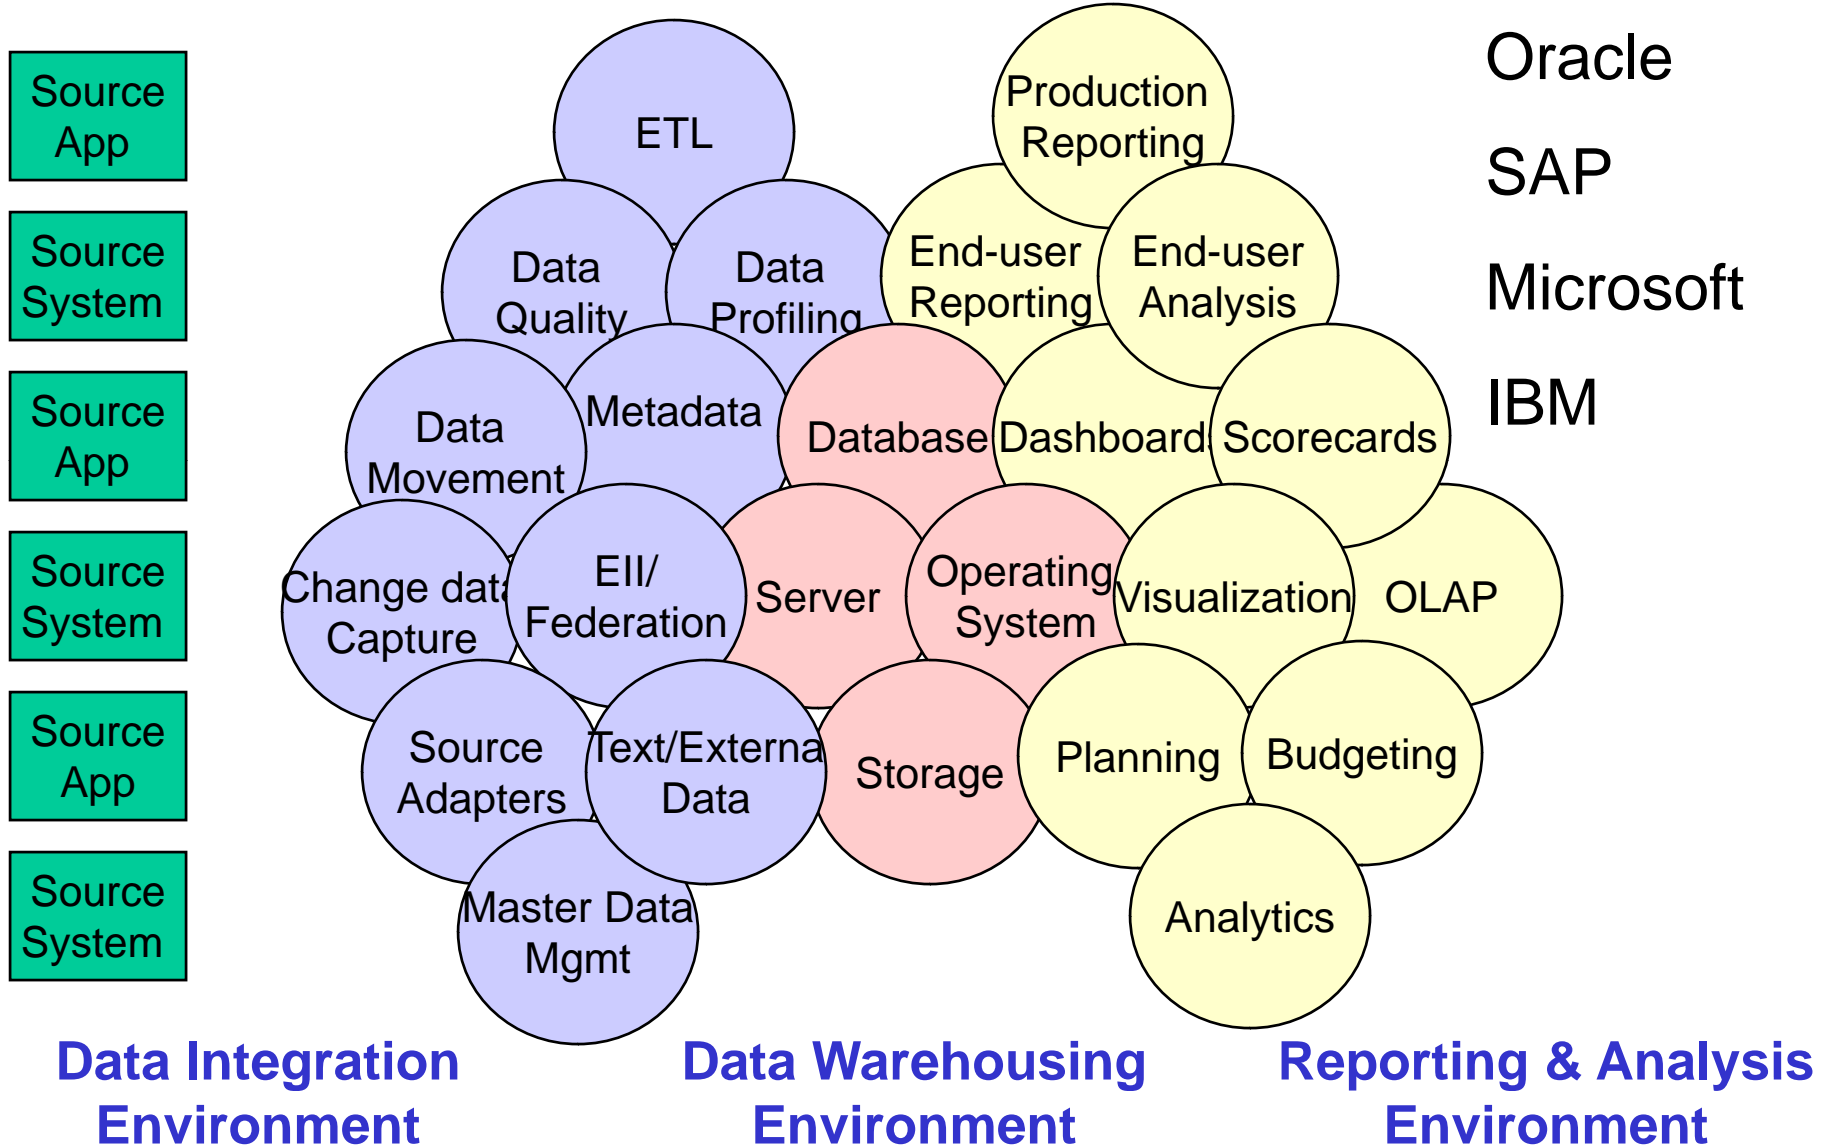 Source
App
Source
System
Source
App
Source
System
Source
App
Source
System
ETL
Data
Quality
Data
Profiling
Data
Movement
Metadata
Change data
Capture
EII/
Federation
Source
Adapters
Text/Externa
Data
Master Data
Mgmt
Database
Server
Operating
System
Storage
Production
Reporting
End-user
Reporting
End-user
Analysis
Dashboards
Scorecards
Visualization
OLAP
Planning
Budgeting
Analytics
Oracle
SAP
Microsoft
IBM
Data Integration
Environment
Data Warehousing
Environment
Reporting & Analysis
Environment